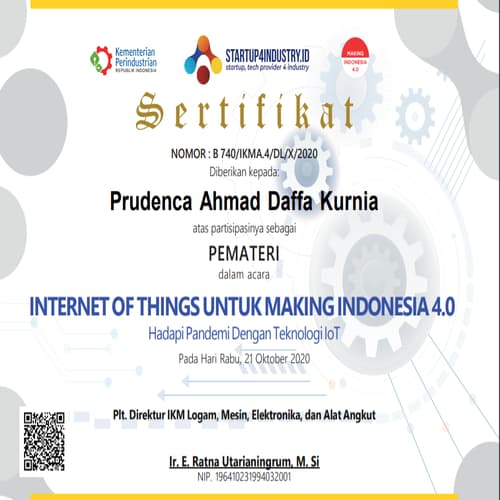 Kementerian
Perindustrian
REPUBLIK INDONESIA
STARTUP4INDUSTRY.ID
startup, tech provider 4 industry
MAKING
INDONESIA
4.0
Sertifikat
NOMOR : B 740/IKMA.4/DL/X/2020
Diberikan kepada:
Prudenca Ahmad Daffa Kurnia
atas partisipasinya sebagai
PEMATERI
dalam acara
INTERNET OF THINGS UNTUK MAKING INDONESIA 4.0
Hadapi Pandemi Dengan Teknologi IoT
Pada Hari Rabu, 21 Oktober 2020
Plt. Direktur IKM Logam, Mesin, Elektronika, dan Alat Angkut
Ir. E. Ratna Utarianingrum, M. Si
NIP. 196410231994032001